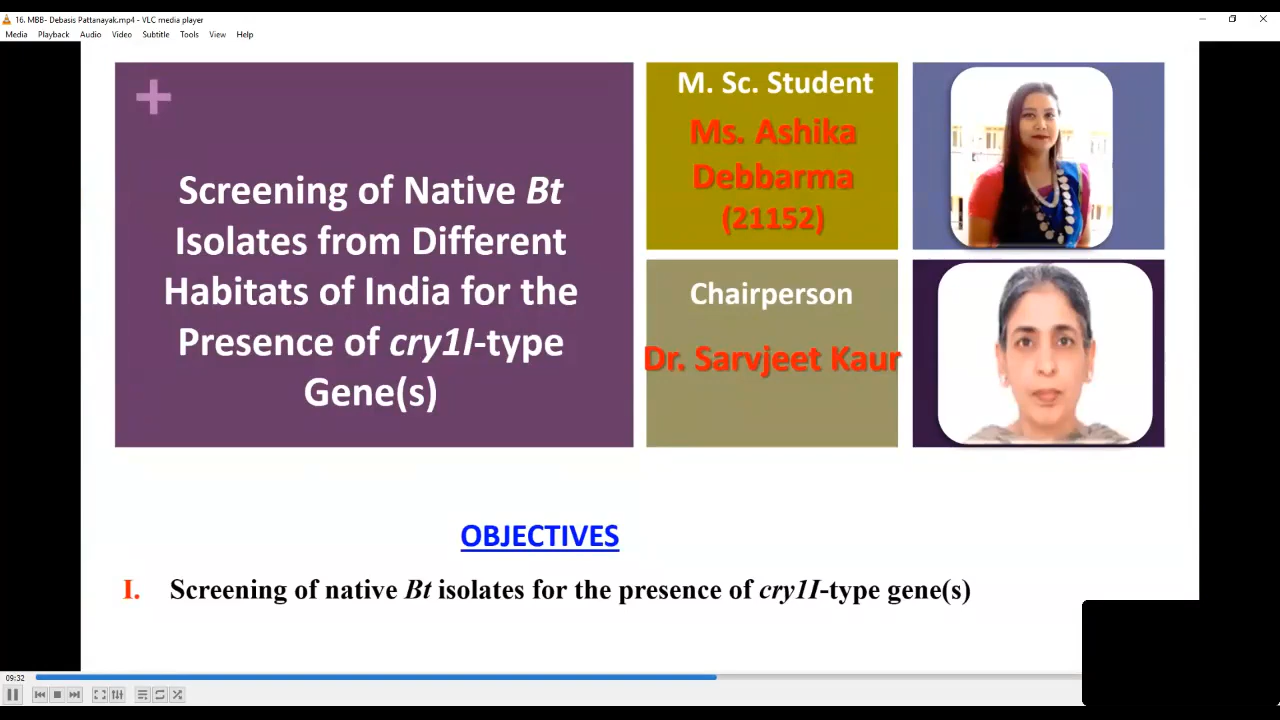 16. MBB- Debasis Pattanayak.mp4 - VLC media player
Media Playback Audio Video Subtitle Tools View Help
+
Screening of Native Bt
Isolates from Different
Habitats of India for the
Presence of cry1I-type
Gene(s)
M. Sc. Student
Ms. Ashika
Debbarma
(21152)
Chairperson
Dr. Sarvjeet Kaur
OBJECTIVES
I. Screening of native Bt isolates for the presence of cry1I-type gene(s)
09:32